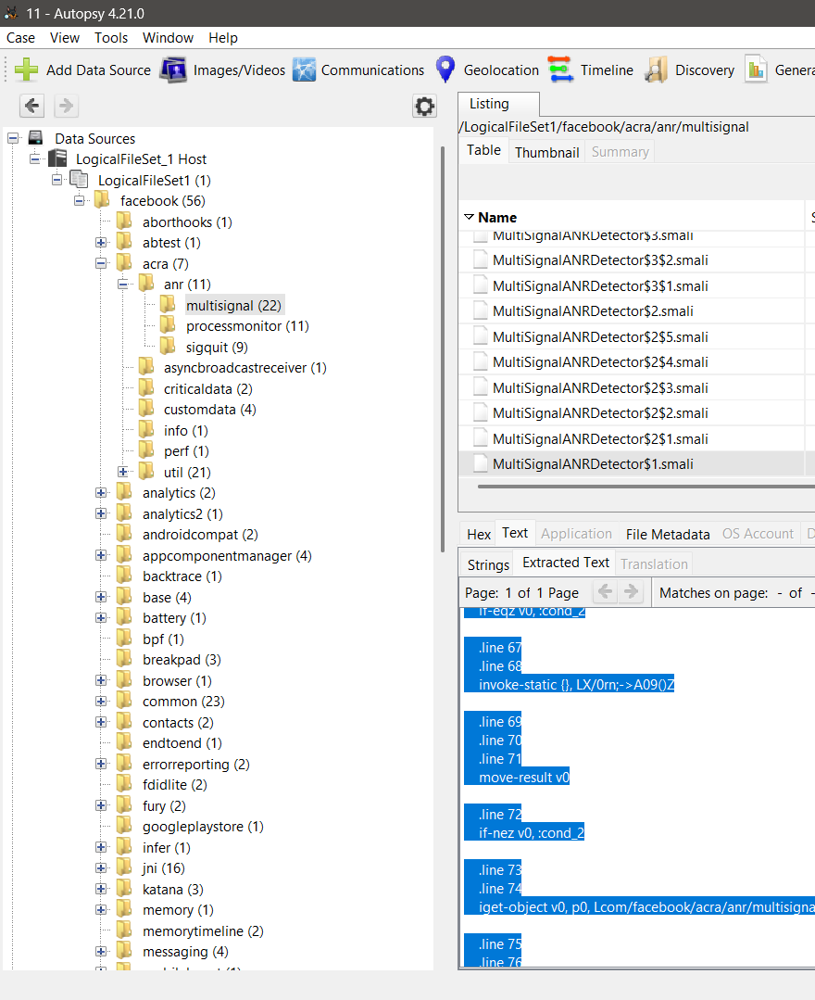 11 - Autopsy 4.21.0
Case View Tools Window Help
Add Data Source Images/Videos Communications Geolocation Timeline Discovery Genera
Data Sources
LogicalFileSet_1 Host
LogicalFileSet1 (1)
facebook (56)
aborthooks (1)
abtest (1)
acra (7)
anr (11)
multisignal (22)
processmonitor (11)
sigquit (9)
asyncbroadcastreceiver (1)
criticaldata (2)
customdata (4)
info (1)
perf (1)
util (21)
analytics (2)
analytics2 (1)
androidcompat (2)
appcomponentmanager (4)
backtrace (1)
base (4)
battery (1)
bpf (1)
breakpad (3)
browser (1)
common (23)
contacts (2)
endtoend (1)
errorreporting (2)
fdidlite (2)
fury (2)
googleplaystore (1)
infer (1)
jni (16)
katana (3)
memory (1)
memorytimeline (2)
messaging (4)
Listing
/LogicalFileSet1/facebook/acra/anr/multisignal
Table Thumbnail Summary
Name S
MultiSignalANRDetector$3.smali
MultiSignalANRDetector$3$2.smali
MultiSignalANRDetector$3$1.smali
MultiSignalANRDetector$2.smali
MultiSignalANRDetector$2$5.smali
MultiSignalANRDetector$2$4.smali
MultiSignalANRDetector$2$3.smali
MultiSignalANRDetector$2$2.smali
MultiSignalANRDetector$2$1.smali
MultiSignalANRDetector$1.smali
Hex Text Application File Metadata OS Account D
Strings Extracted Text Translation
Page: 1 of 1 Page Matches on page: - of -
if-eqz v0, :cond_2
.line 67
.line 68
invoke-static {}, LX/0rn;->A09()Z
.line 69
.line 70
.line 71
move-result v0
.line 72
if-nez v0, :cond_2
.line 73
.line 74
iget-object v0, p0, Lcom/facebook/acra/anr/multisigna
.line 75
.line 76